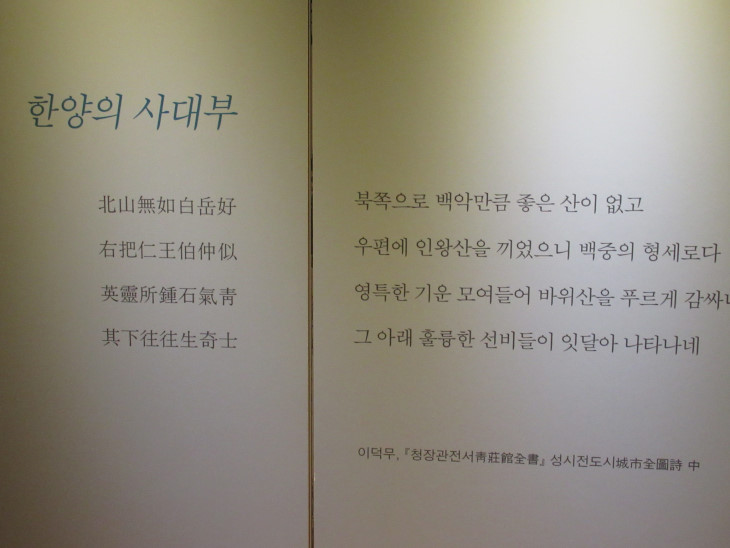 한양의 사대부
北山無如白岳好
右把仁王伯仲似
英靈所鍾石氣靑
其下往往生奇士
북쪽으로 백악만큼 좋은 산이 없고
우편에 인왕산을 끼었으니 백중의 형세로다
영특한 기운 모여들어 바위산을 푸르게 감싸
그 아래 훌륭한 선비들이 잇달아 나타나네
이덕무, 『청장관전서靑莊館全書』 성시전도시城市全圖詩 中